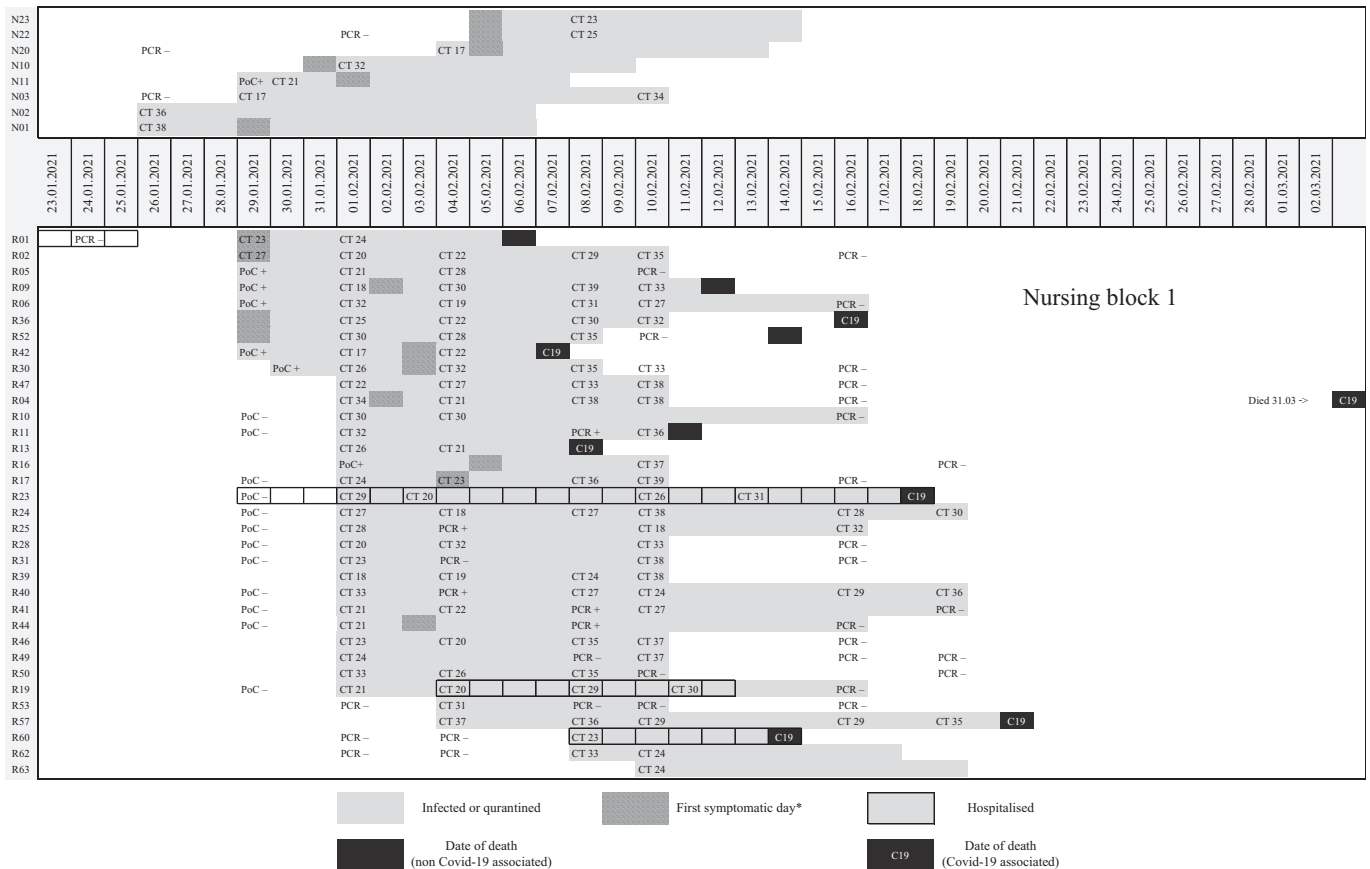 N23 CT 23
N22 PCR – CT 25
N20 PCR – CT 17
N10 CT 32
N11 PoC+ CT 21
N03 PCR – CT 17 CT 34
N02 CT 36
N01 CT 38
23.01.2021 24.01.2021 25.01.2021 26.01.2021 27.01.2021 28.01.2021 29.01.2021 30.01.2021 31.01.2021 01.02.2021 02.02.2021 03.02.2021 04.02.2021 05.02.2021 06.02.2021 07.02.2021 08.02.2021 09.02.2021 10.02.2021 11.02.2021 12.02.2021 13.02.2021 14.02.2021 15.02.2021 16.02.2021 17.02.2021 18.02.2021 19.02.2021 20.02.2021 21.02.2021 22.02.2021 23.02.2021 24.02.2021 25.02.2021 26.02.2021 27.02.2021 28.02.2021 01.03.2021 02.03.2021
R01 PCR – CT 23 CT 24
R02 CT 27 CT 20 CT 22 CT 29 CT 35 PCR –
R05 PoC + CT 21 CT 28 PCR –
R09 PoC + CT 18 CT 30 CT 39 CT 33
R06 PoC + CT 32 CT 19 CT 31 CT 27 PCR –
Nursing block 1
R36 CT 25 CT 22 CT 30 CT 32 C19
R52 CT 30 CT 28 CT 35 PCR –
R42 PoC + CT 17 CT 22 C19
R30 PoC + CT 26 CT 32 CT 35 CT 33 PCR –
R47 CT 22 CT 27 CT 33 CT 38 PCR –
R04 CT 34 CT 21 CT 38 CT 38 PCR – Died 31.03 -> C19
R10 PoC – CT 30 CT 30 PCR –
R11 PoC – CT 32 PCR + CT 36
R13 CT 26 CT 21 C19
R16 PoC+ CT 37 PCR –
R17 PoC – CT 24 CT 23 CT 36 CT 39 PCR –
R23 PoC – CT 29 CT 20 CT 26 CT 31 C19
R24 PoC – CT 27 CT 18 CT 27 CT 38 CT 28 CT 30
R25 PoC – CT 28 PCR + CT 18 CT 32
R28 PoC – CT 20 CT 32 CT 33 PCR –
R31 PoC – CT 23 PCR – CT 38 PCR –
R39 CT 18 CT 19 CT 24 CT 38
R40 PoC – CT 33 PCR + CT 27 CT 24 CT 29 CT 36
R41 PoC – CT 21 CT 22 PCR + CT 27 PCR –
R44 PoC – CT 21 PCR + PCR –
R46 CT 23 CT 20 CT 35 CT 37 PCR –
R49 CT 24 PCR – CT 37 PCR – PCR –
R50 CT 33 CT 26 CT 35 PCR – PCR –
R19 PoC – CT 21 CT 20 CT 29 CT 30 PCR –
R53 PCR – CT 31 PCR – PCR – PCR –
R57 CT 37 CT 36 CT 29 CT 29 CT 35 C19
R60 PCR – PCR – CT 23 C19
R62 PCR – PCR – CT 33 CT 24
R63 CT 24
Infected or qurantined First symptomatic day* Hospitalised
Date of death
(non Covid-19 associated)
C19 Date of death
(Covid-19 associated)